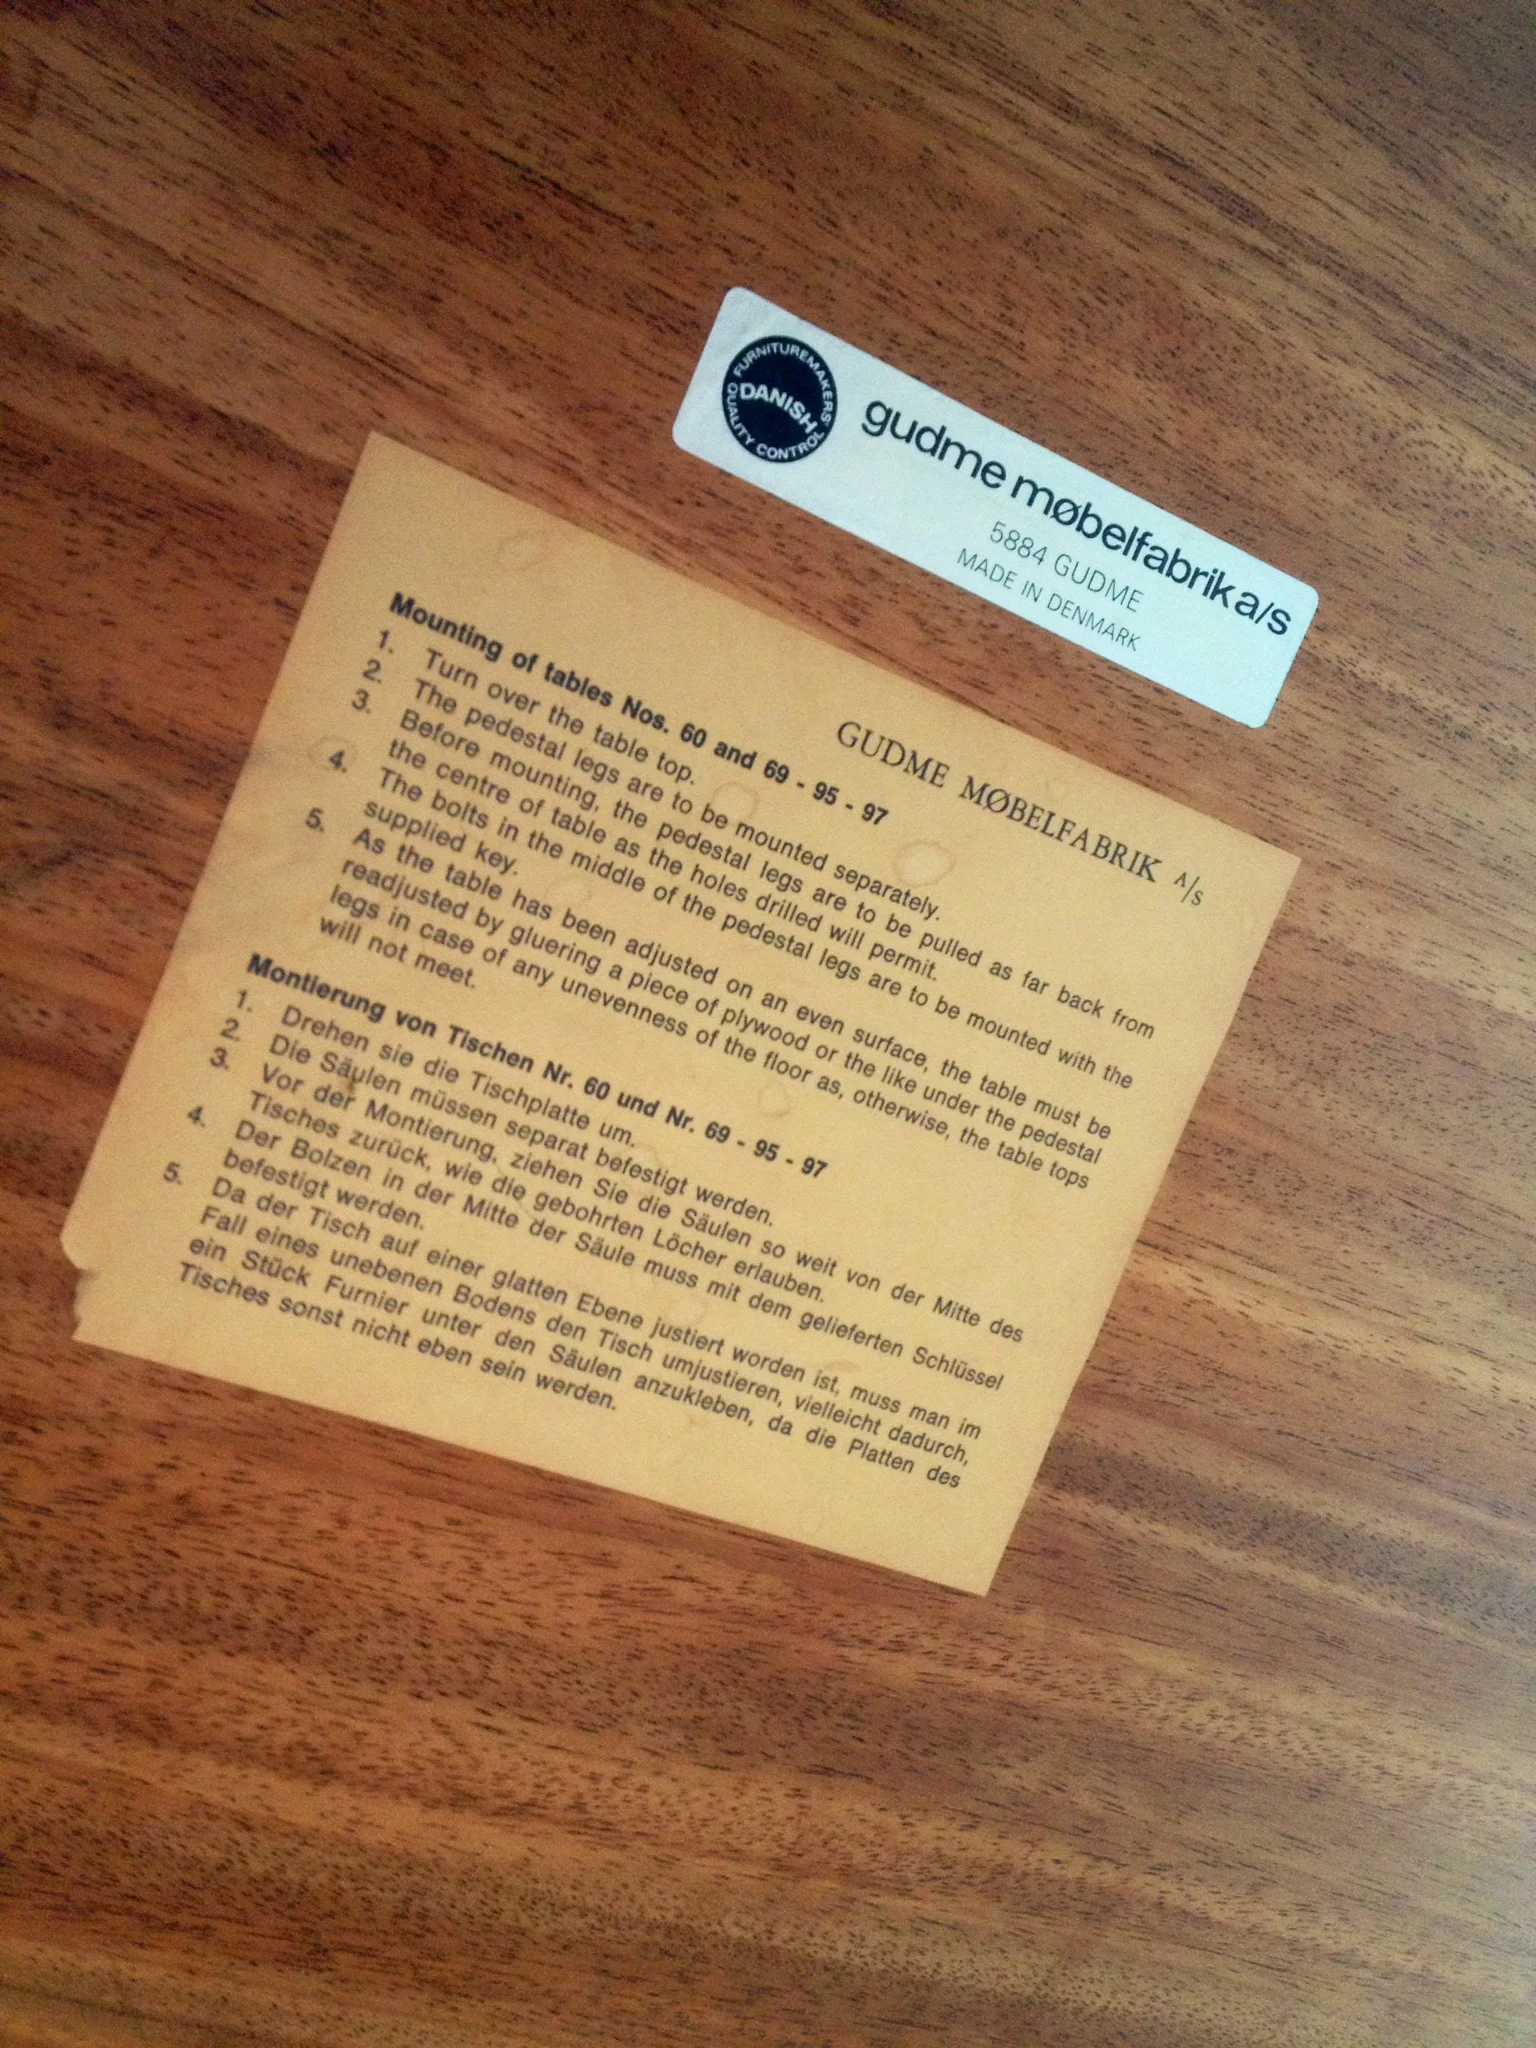 FURNITUREMAKERS'
DANISH
QUALITY CONTROL
gudme møbelfabrik a/s
5884 GUDME
MADE IN DENMARK
GUDME MØBELFABRIK A/S
Mounting of tables Nos. 60 and 69 - 95 - 97
1. Turn over the table top.
2. The pedestal legs are to be mounted separately.
3. Before mounting, the pedestal legs are to be pulled as far back from
the centre of table as the holes drilled will permit.
4. The bolts in the middle of the pedestal legs are to be mounted with the
supplied key.
5. As the table has been adjusted on an even surface, the table must be
readjusted by gluering a piece of plywood or the like under the pedestal
legs in case of any unevenness of the floor as, otherwise, the table tops
will not meet.
Montierung von Tischen Nr. 60 und Nr. 69 - 95 - 97
1. Drehen sie die Tischplatte um.
2. Die Säulen müssen separat befestigt werden.
3. Vor der Montierung, ziehen Sie die Säulen so weit von der Mitte des
Tisches zurück, wie die gebohrten Löcher erlauben.
4. Der Bolzen in der Mitte der Säule muss mit dem gelieferten Schlüssel
befestigt werden.
5. Da der Tisch auf einer glatten Ebene justiert worden ist, muss man im
Fall eines unebenen Bodens den Tisch umjustieren, vielleicht dadurch,
ein Stück Furnier unter den Säulen anzukleben, da die Platten des
Tisches sonst nicht eben sein werden.